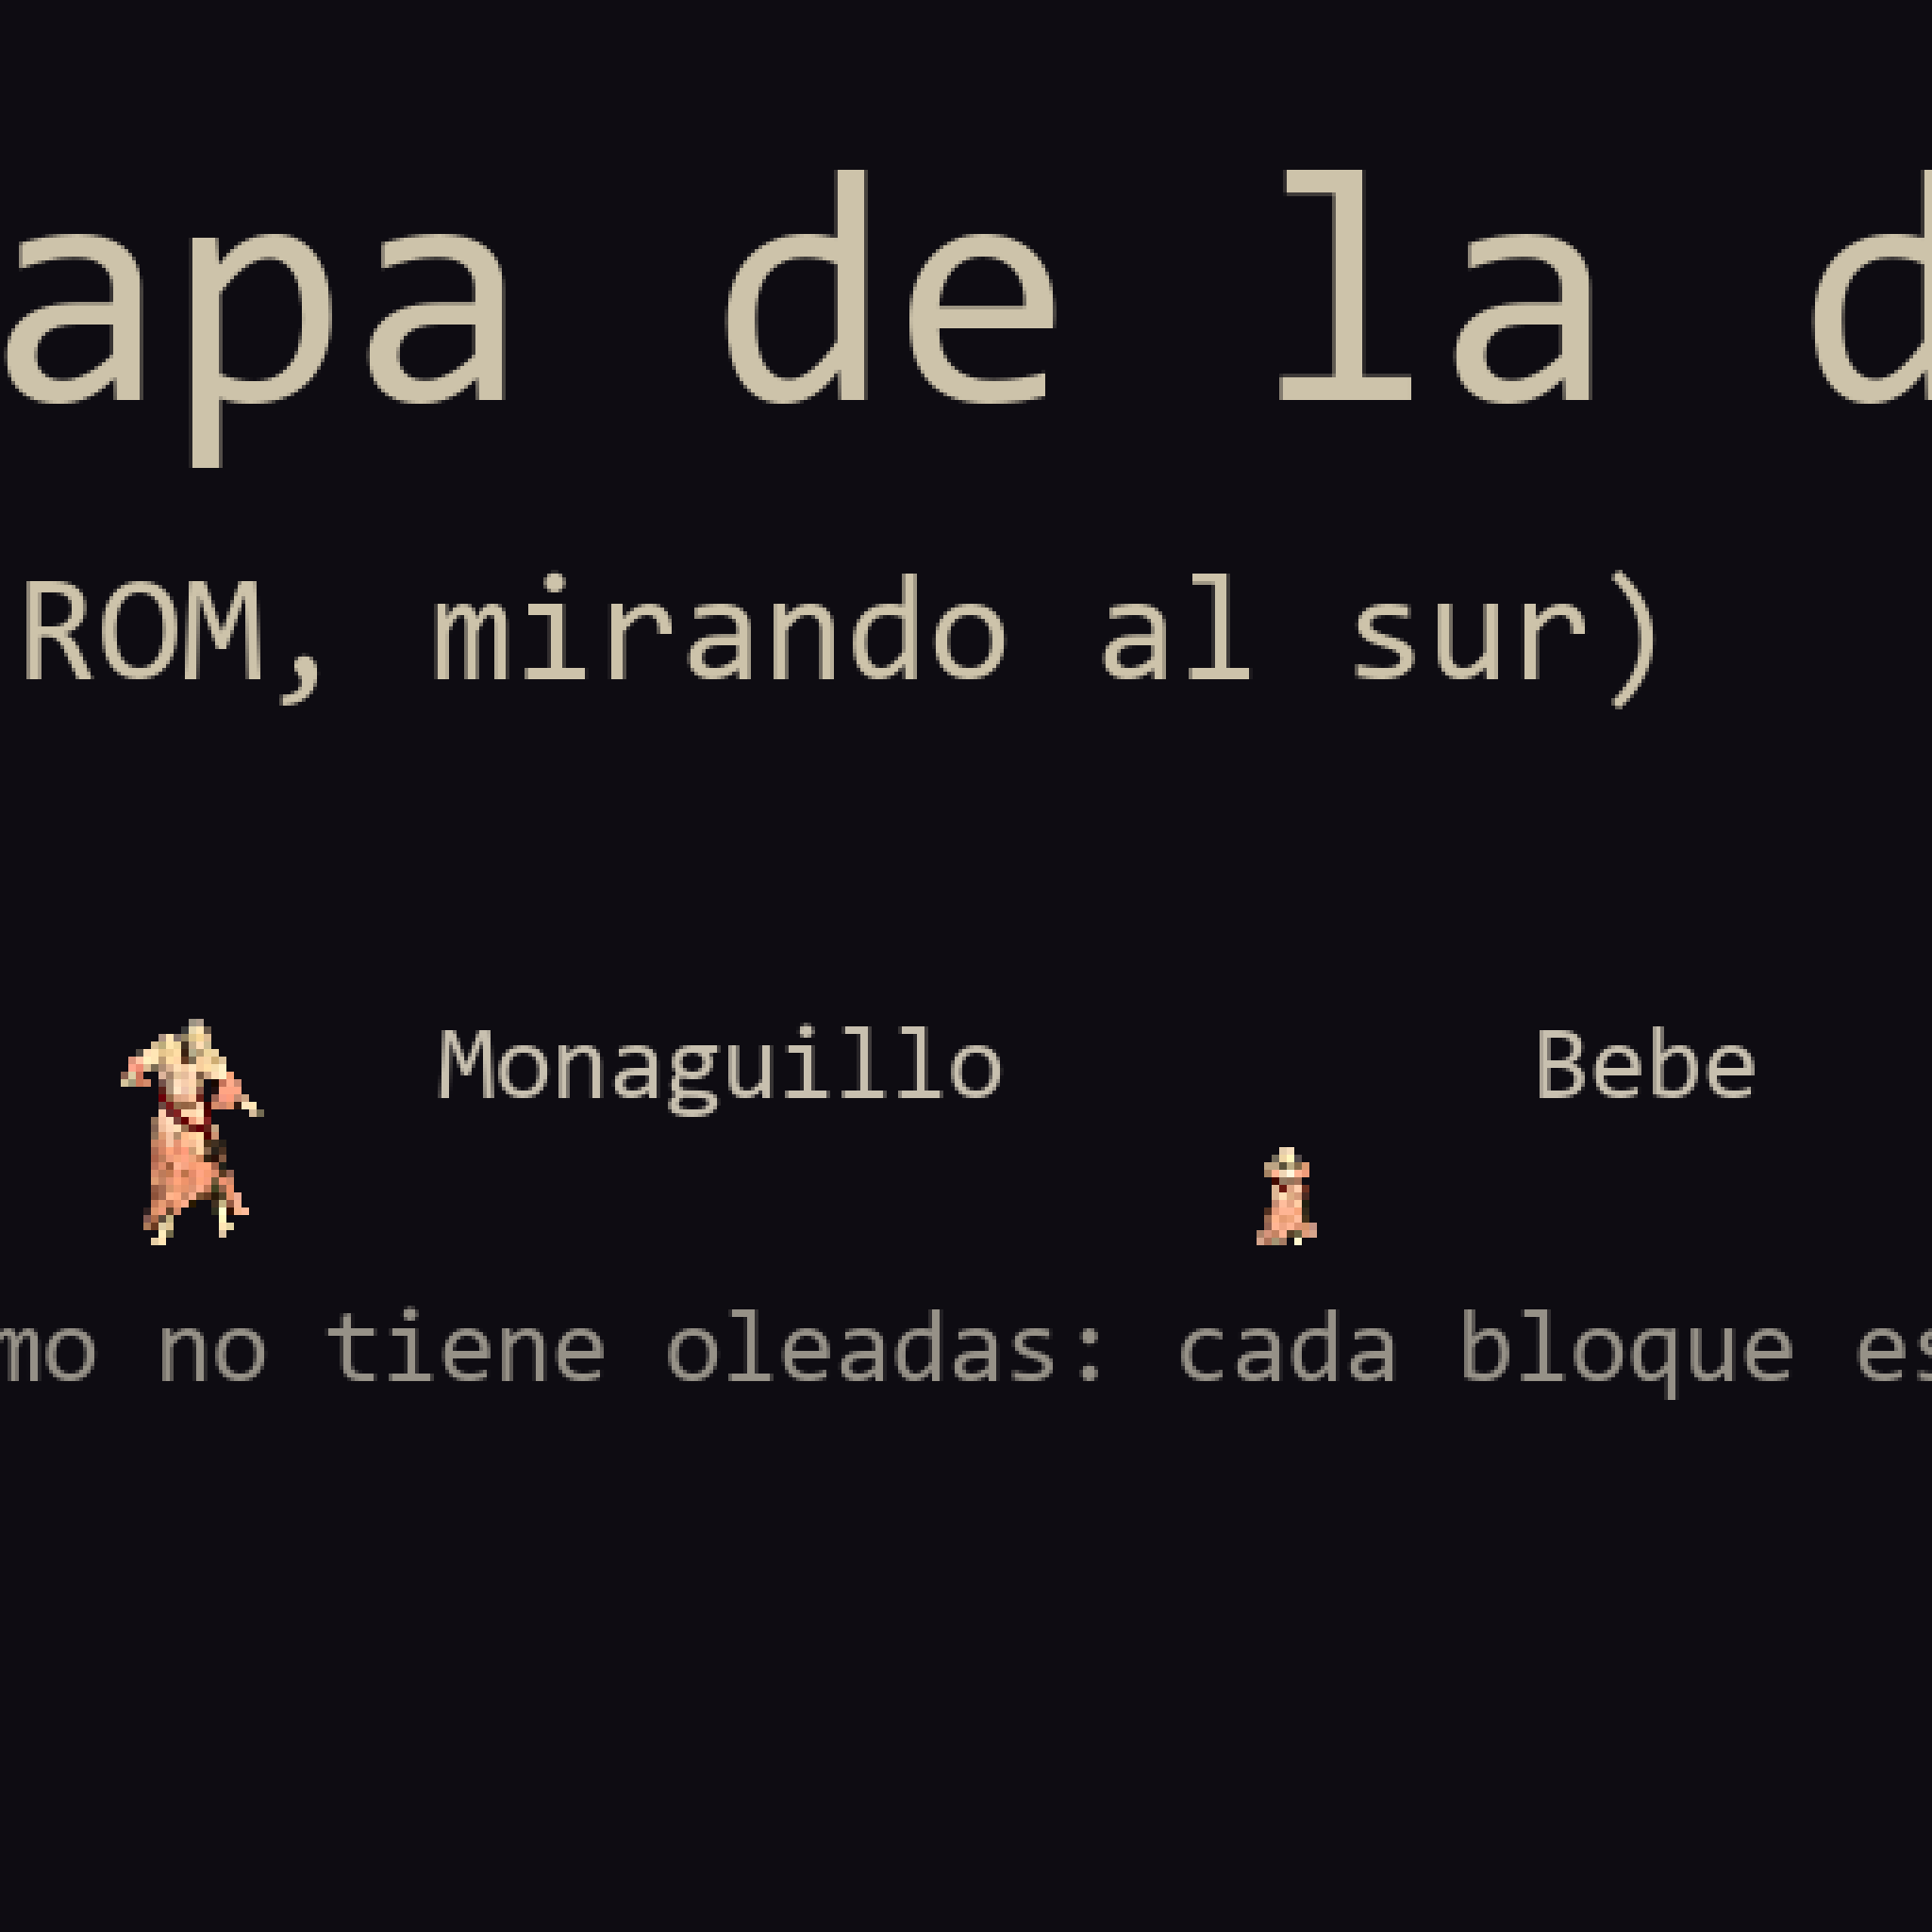 apa de la d
ROM, mirando al sur)
Monaguillo Bebe
mo no tiene oleadas: cada bloque es